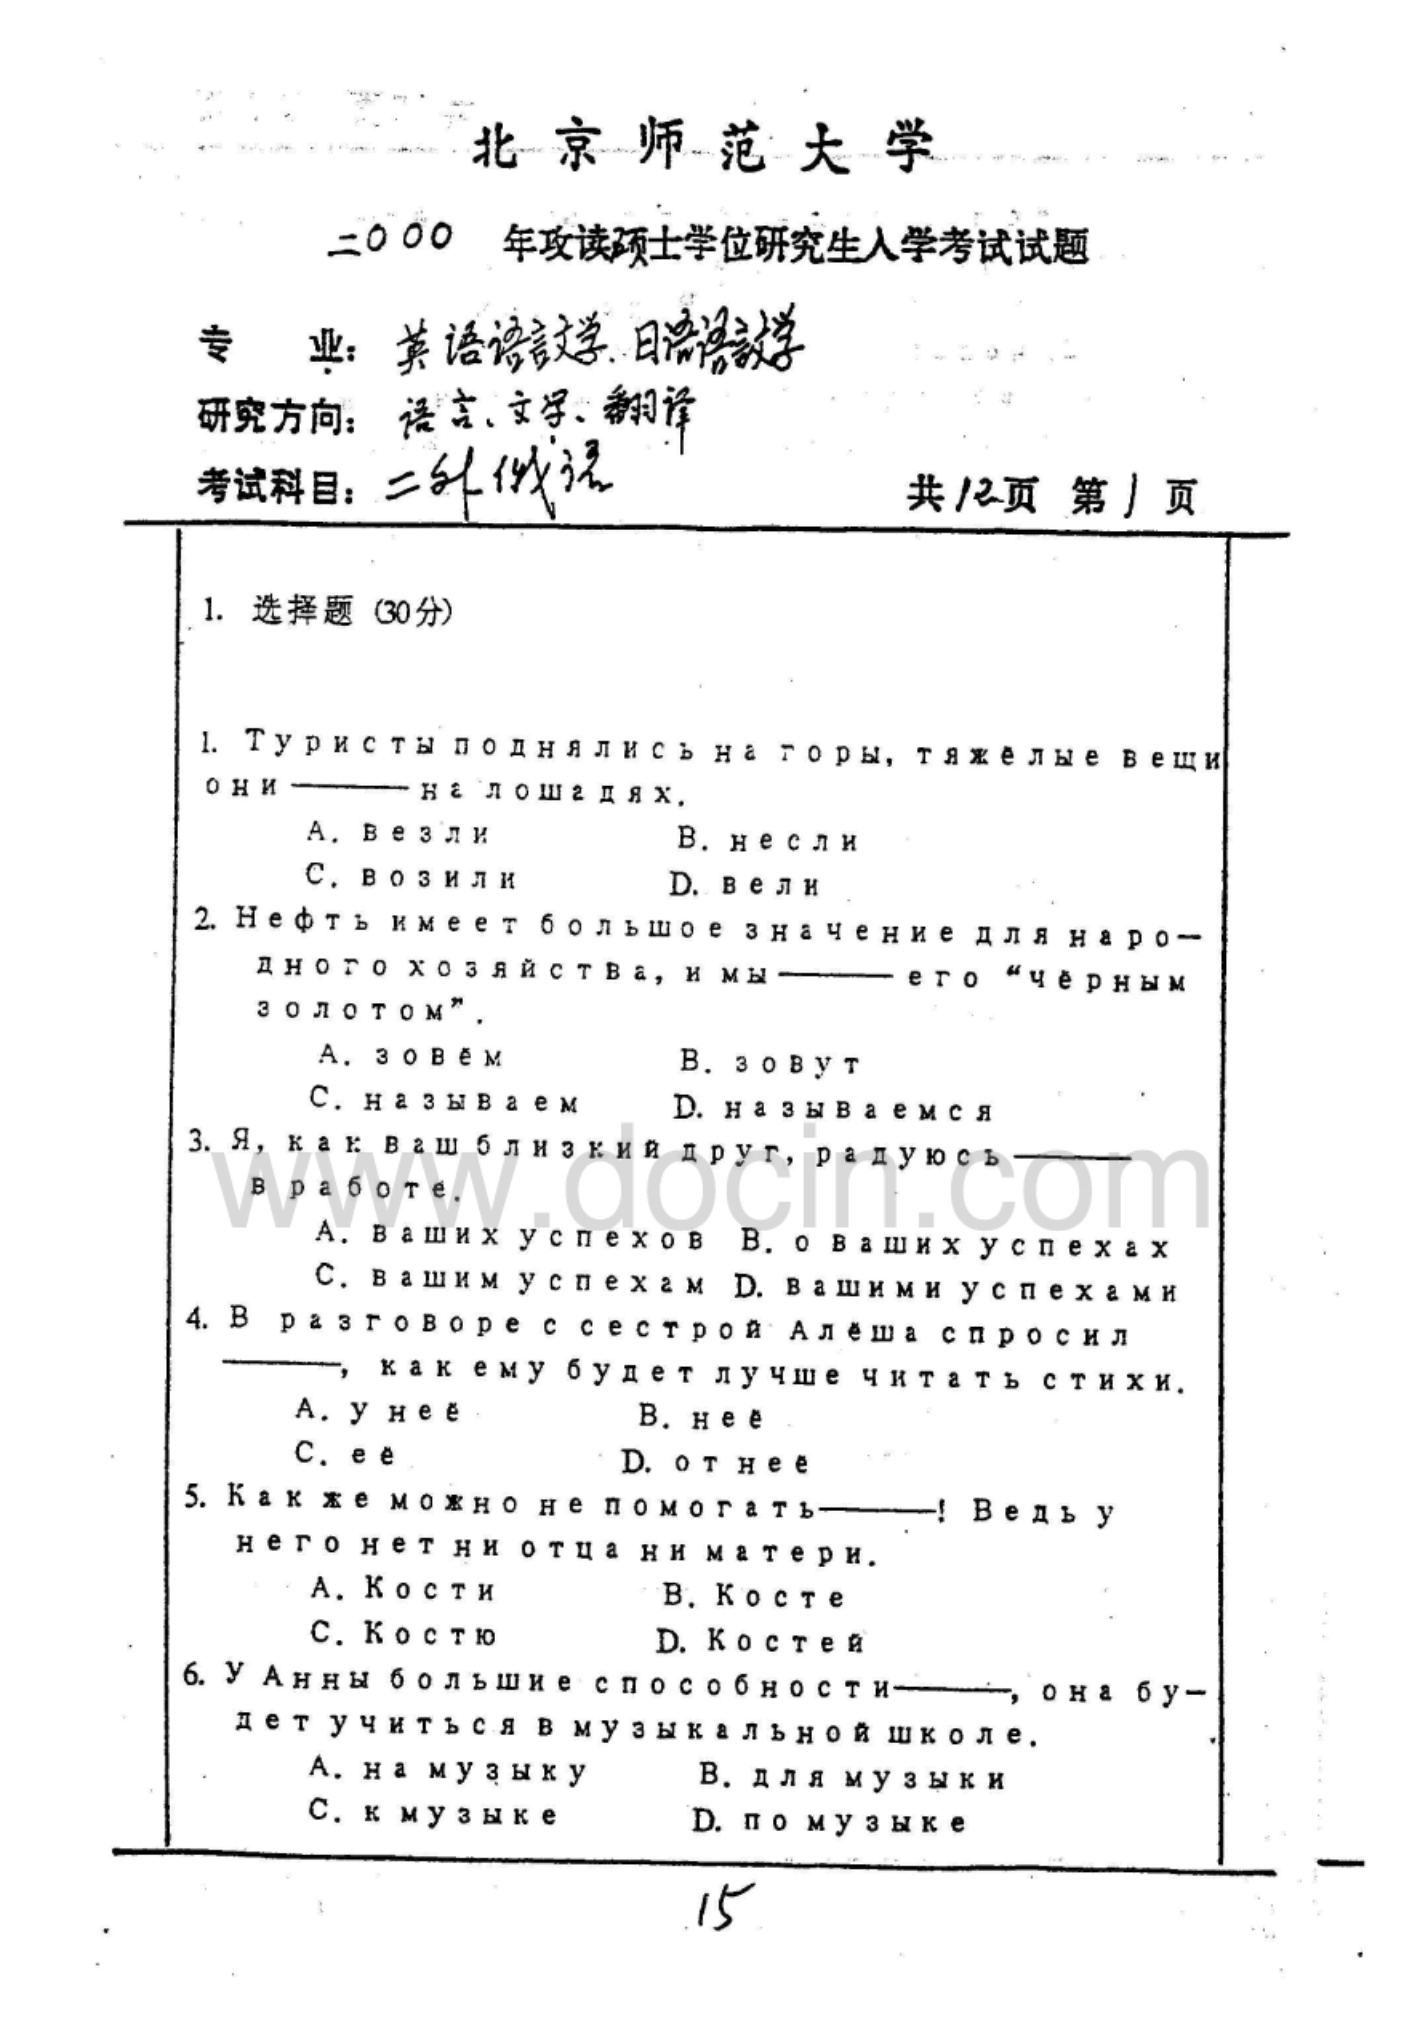 北京师范大学
二000 年攻读硕士学位研究生入学考试试题
专 业: 英语语言文学、日语语言文学
研究方向: 语言、文学、翻译
考试科目: 二外俄语 共12页 第1页
1. 选择题 (30分)
1. Туристы поднялись на горы, тяжёлые вещи
они ——— на лошадях.
A. везли B. несли
C. возили D. вели
2. Нефть имеет большое значение для наро—
дного хозяйства, и мы ——— его “чёрным
золотом”.
A. зовём B. зовут
C. называем D. называемся
3. Я, как ваш близкий друг, радуюсь ———
в работе.
A. ваших успехов B. о ваших успехах
C. вашим успехам D. вашими успехами
4. В разговоре с сестрой Алёша спросил
———, как ему будет лучше читать стихи.
A. у неё B. неё
C. её D. от неё
5. Как же можно не помогать———! Ведь у
него нет ни отца ни матери.
A. Кости B. Косте
C. Костю D. Костей
6. У Анны большие способности———, она бу—
дет учиться в музыкальной школе.
A. на музыку B. для музыки
C. к музыке D. по музыке
15
www.docin.com